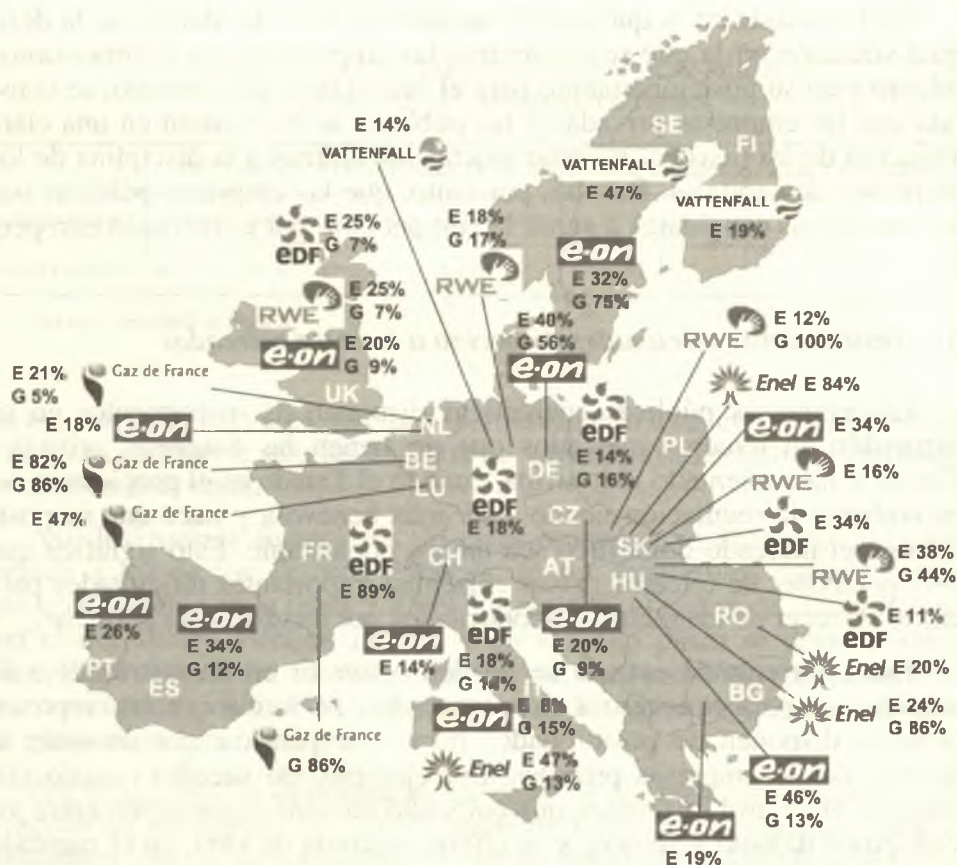 SE
FI
E 14%
VATTENFALL
VATTENFALL
E 47%
VATTENFALL
E 19%
E 25%
G 7%
eDF
E 18%
G 17%
RWE
e·on
E 32%
G 75%
RWE
E 25%
G 7%
e·on
E 20%
G 9%
UK
E 40%
G 56%
e·on
RWE
E 12%
G 100%
Enel E 84%
E 21%
G 5%
Gaz de France
E 18%
e·on
NL
eDF
E 14%
G 16%
PL
e·on
E 34%
E 82%
G 86%
Gaz de France
BE
DE
RWE
E 16%
E 47%
Gaz de France
LU
eDF
E 18%
CZ
eDF
E 34%
FR
eDF
E 89%
CH
AT
SK
HU
RWE
E 38%
G 44%
eDF
E 11%
e·on
E 26%
PT
e·on
E 34%
G 12%
ES
e·on
E 14%
eDF
E 18%
G 14%
e·on
E 20%
G 9%
RO
Enel E 20%
BG
Enel
E 24%
G 86%
Gaz de France
G 86%
e·on
G 15%
Enel
E 47%
G 13%
e·on
E 46%
G 13%
e·on
E 19%